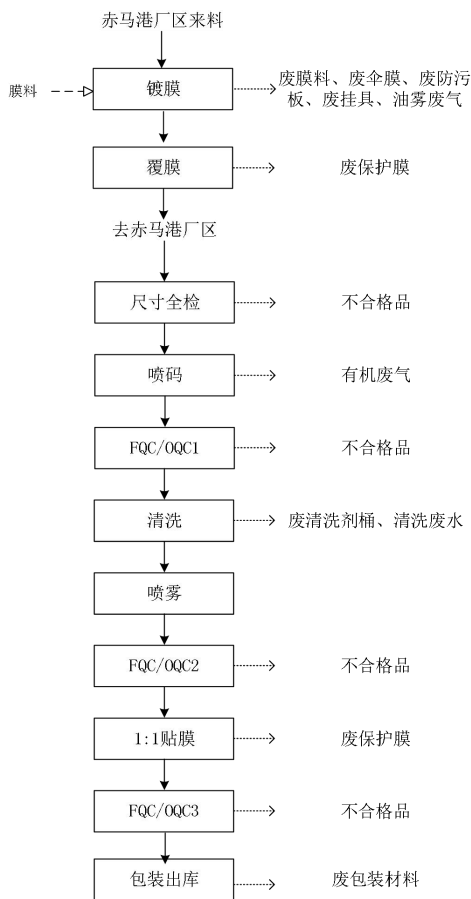 赤马港厂区来料
膜料
镀膜
废膜料、废伞膜、废防污
板、废挂具、油雾废气
覆膜
废保护膜
去赤马港厂区
尺寸全检
不合格品
喷码
有机废气
FQC/OQC1
不合格品
清洗
废清洗剂桶、清洗废水
喷雾
FQC/OQC2
不合格品
1:1贴膜
废保护膜
FQC/OQC3
不合格品
包装出库
废包装材料